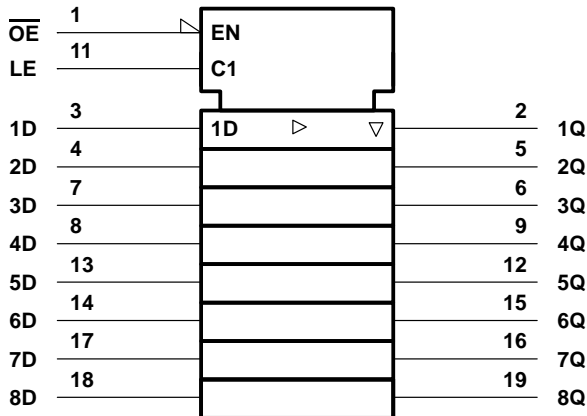 OE 1 EN
LE 11 C1
1D 3 1D 2 1Q
2D 4 5 2Q
3D 7 6 3Q
4D 8 9 4Q
5D 13 12 5Q
6D 14 15 6Q
7D 17 16 7Q
8D 18 19 8Q